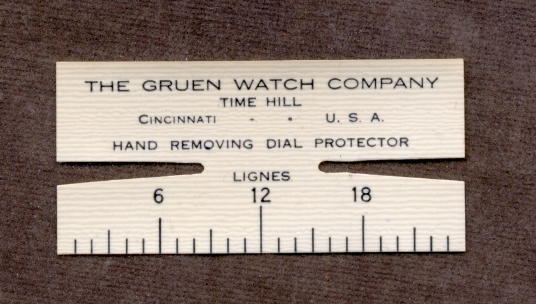 THE GRUEN WATCH COMPANY
TIME HILL
CINCINNATI - • U. S. A.
HAND REMOVING DIAL PROTECTOR
LIGNES
6 12 18